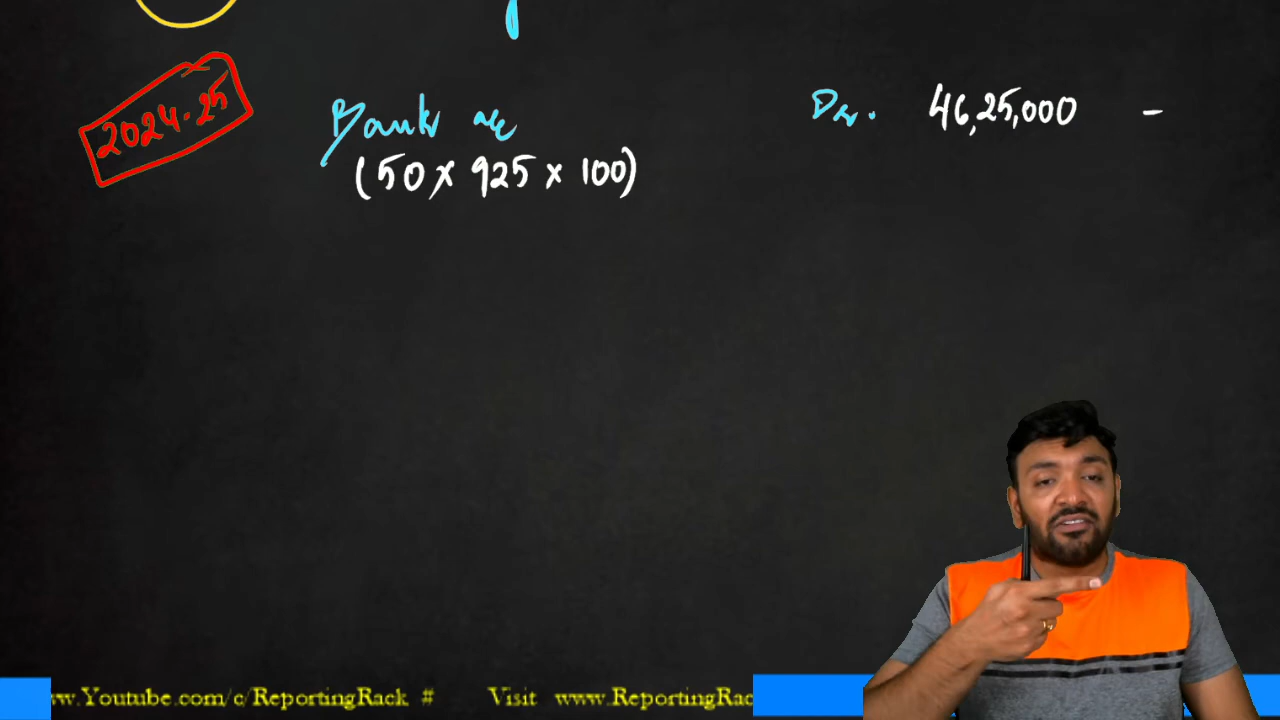 2024-25
Bank a/c Dr. 46,25,000 -
(50 x 925 x 100)
ww.Youtube.com/c/ReportingRack # Visit www.ReportingRac